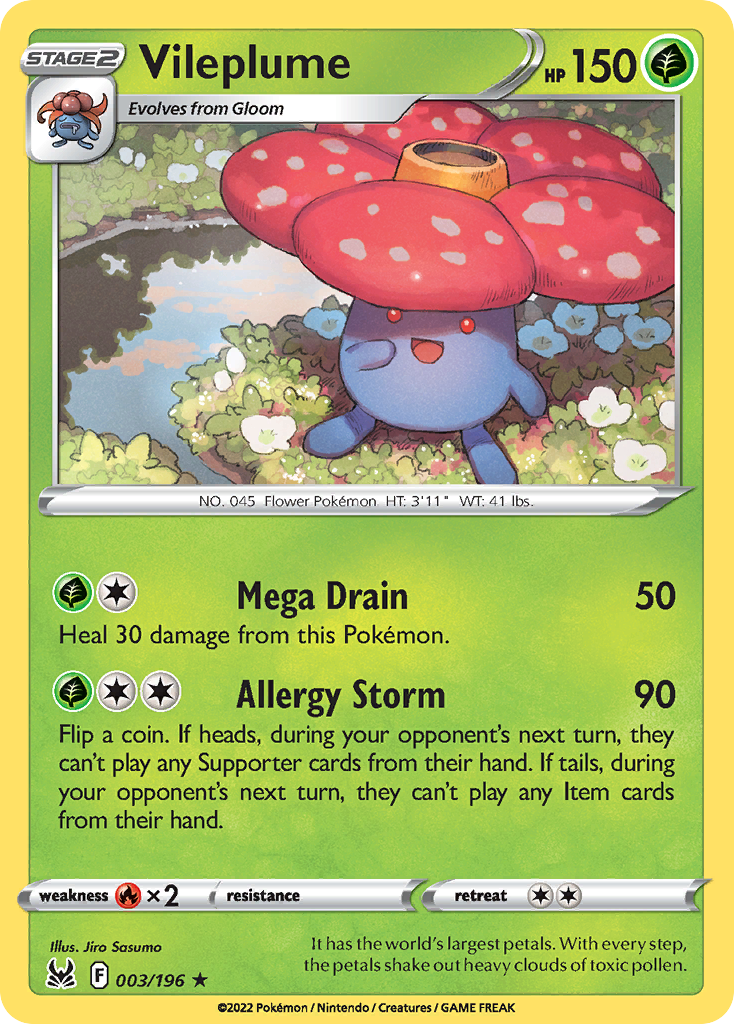 STAGE2 Vileplume HP 150
Evolves from Gloom
NO. 045 Flower Pokémon HT: 3'11" WT: 41 lbs.
Mega Drain 50
Heal 30 damage from this Pokémon.
Allergy Storm 90
Flip a coin. If heads, during your opponent's next turn, they
can't play any Supporter cards from their hand. If tails, during
your opponent's next turn, they can't play any Item cards
from their hand.
weakness ×2 resistance retreat
Illus. Jiro Sasumo
It has the world's largest petals. With every step,
the petals shake out heavy clouds of toxic pollen.
F 003/196 ★
©2022 Pokémon / Nintendo / Creatures / GAME FREAK